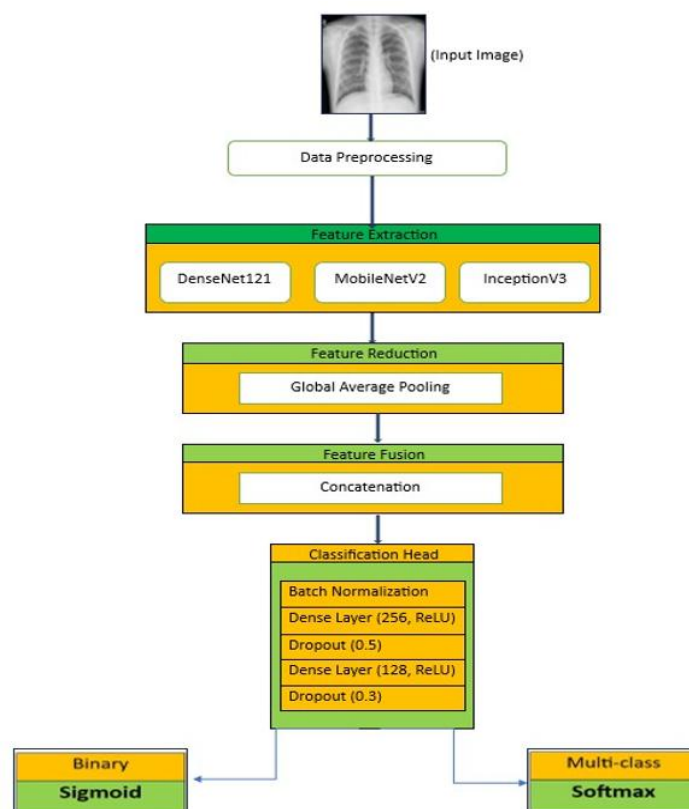 (Input Image)
Data Preprocessing
Feature Extraction
DenseNet121
MobileNetV2
InceptionV3
Feature Reduction
Global Average Pooling
Feature Fusion
Concatenation
Classification Head
Batch Normalization
Dense Layer (256, ReLU)
Dropout (0.5)
Dense Layer (128, ReLU)
Dropout (0.3)
Binary
Sigmoid
Multi-class
Softmax